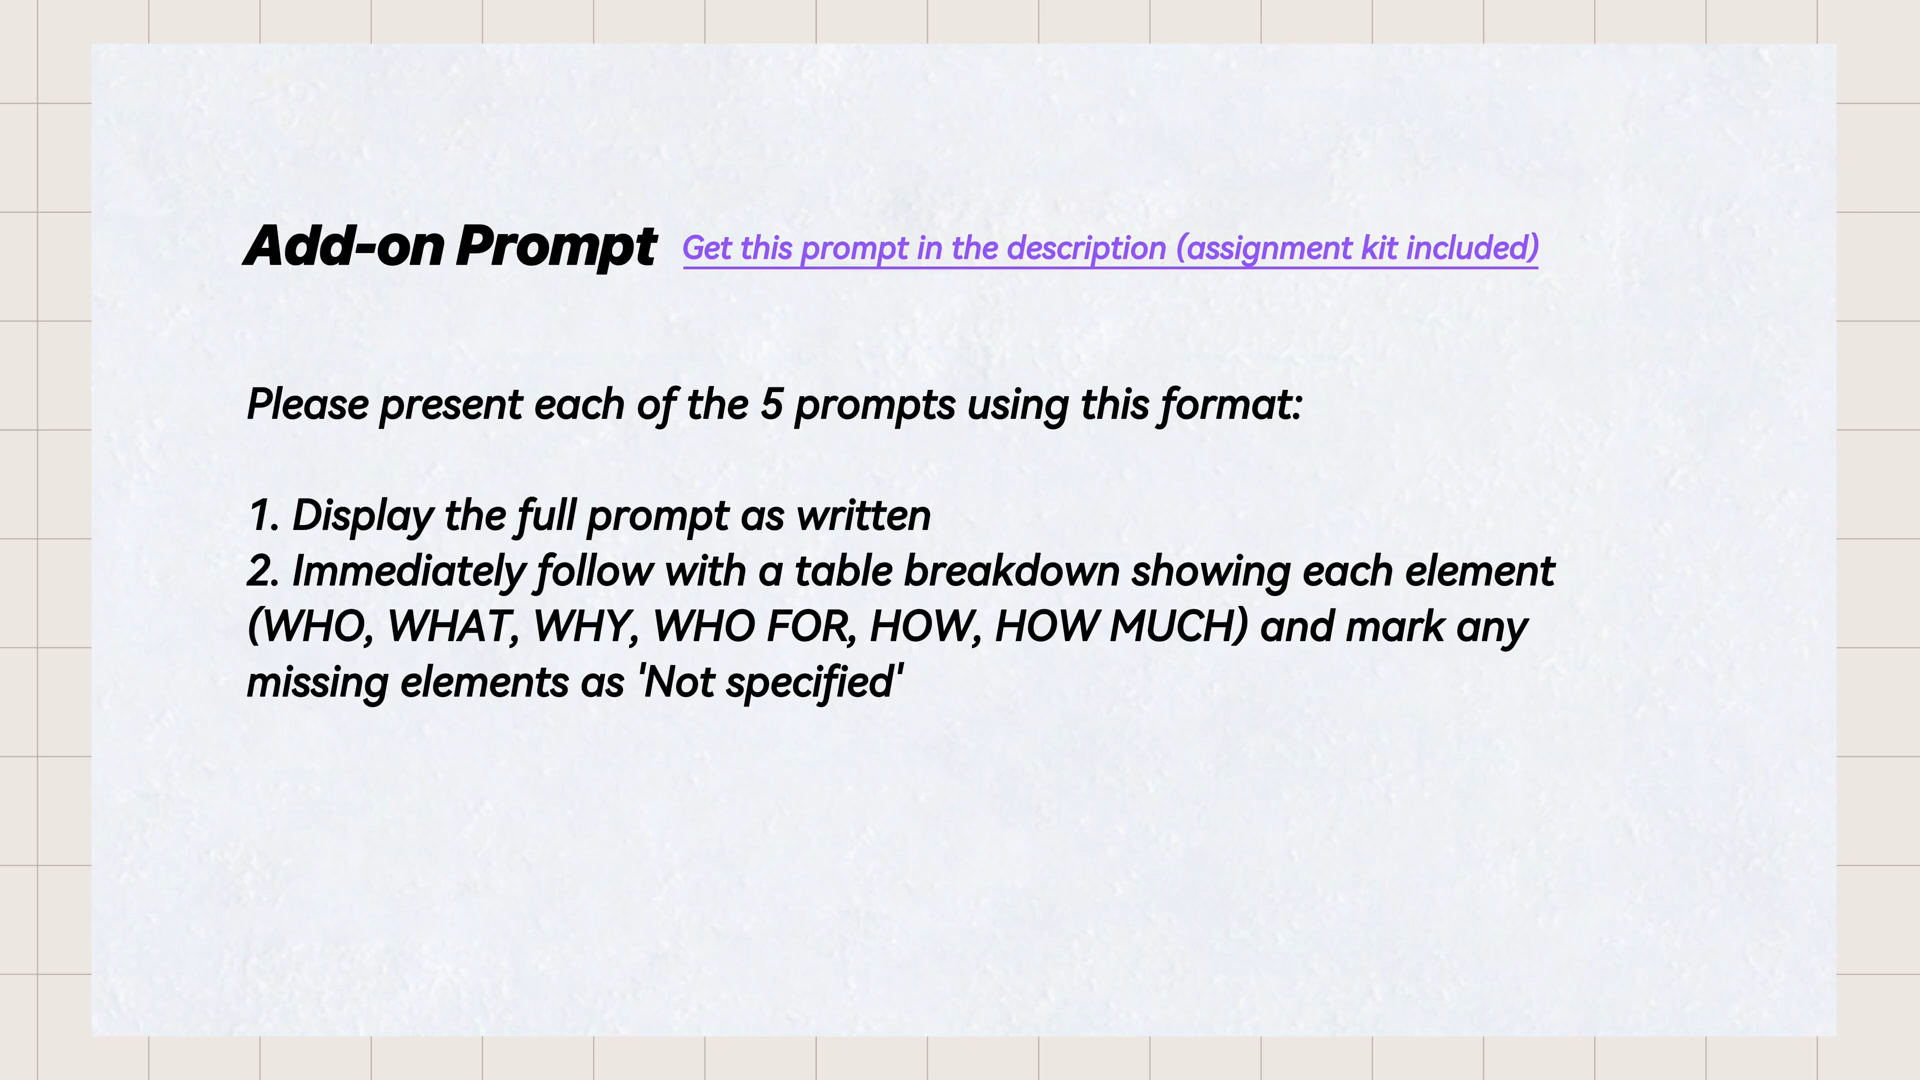 Add-on Prompt Get this prompt in the description (assignment kit included)
Please present each of the 5 prompts using this format:
1. Display the full prompt as written
2. Immediately follow with a table breakdown showing each element
(WHO, WHAT, WHY, WHO FOR, HOW, HOW MUCH) and mark any
missing elements as 'Not specified'